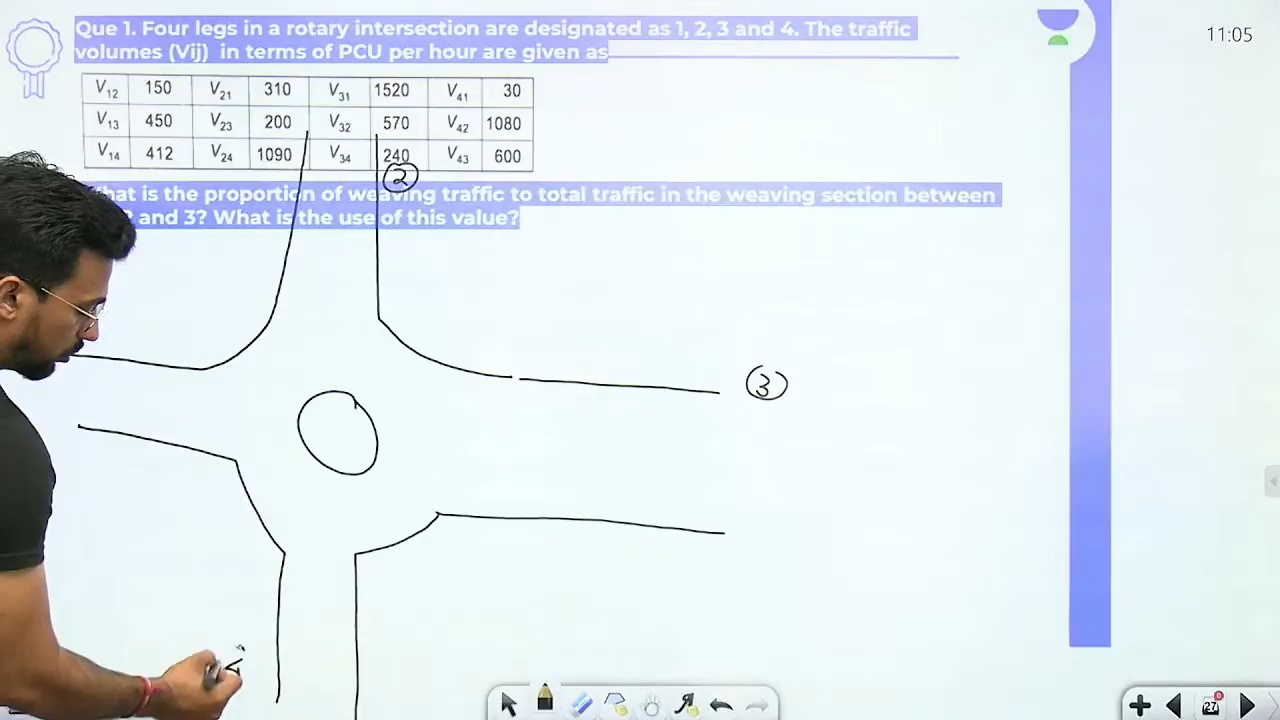 Que 1. Four legs in a rotary intersection are designated as 1, 2, 3 and 4. The traffic
volumes (Vij) in terms of PCU per hour are given as
11:05
V12 150 V21 310 V31 1520 V41 30
V13 450 V23 200 V32 570 V42 1080
V14 412 V24 1090 V34 240 V43 600
2
is the proportion of weaving traffic to total traffic in the weaving section between
and 3? What is the use of this value?
3
27